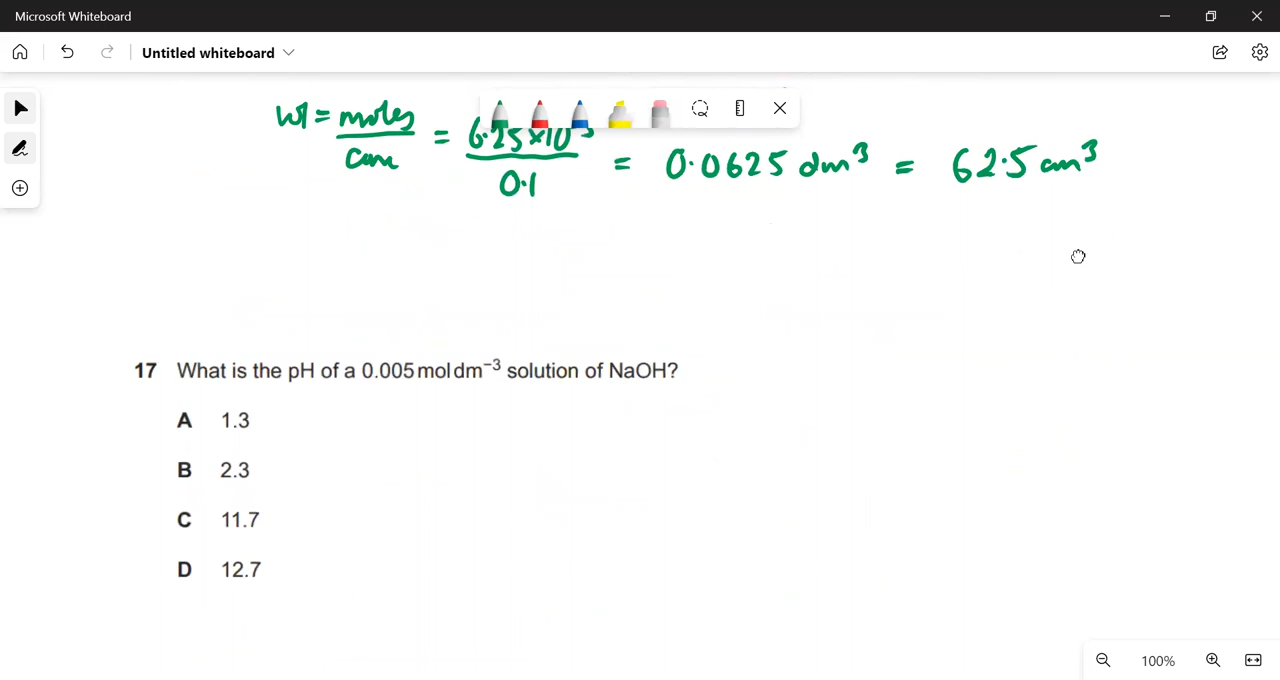 Microsoft Whiteboard
Untitled whiteboard
vol = moles / conc = 6.25 × 10 / 0.1 = 0.0625 dm³ = 62.5 cm³
17 What is the pH of a 0.005 mol dm⁻³ solution of NaOH?
A 1.3
B 2.3
C 11.7
D 12.7
100%